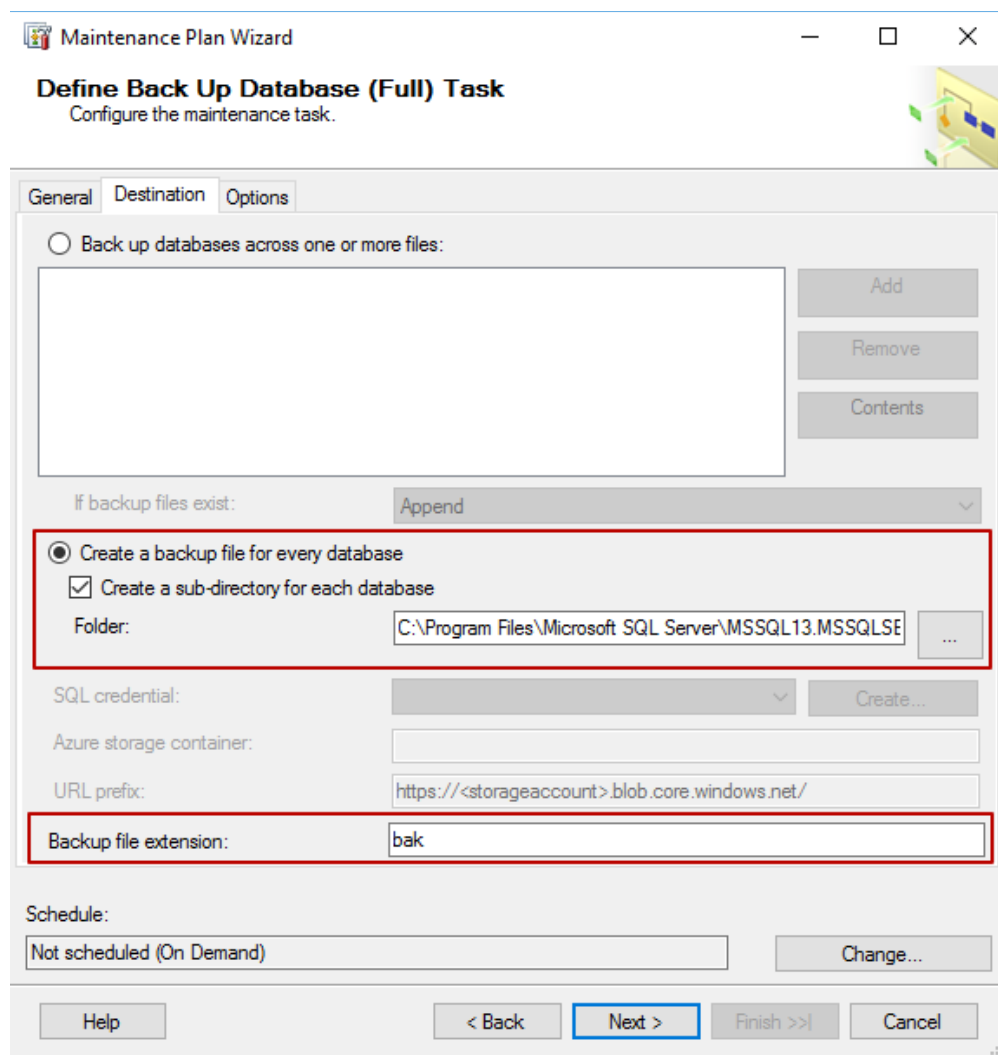 Maintenance Plan Wizard
Define Back Up Database (Full) Task
Configure the maintenance task.
General Destination Options
Back up databases across one or more files:
Add
Remove
Contents
If backup files exist: Append
Create a backup file for every database
Create a sub-directory for each database
Folder: C:\Program Files\Microsoft SQL Server\MSSQL13.MSSQLSE ...
SQL credential: Create...
Azure storage container:
URL prefix: https://<storageaccount>.blob.core.windows.net/
Backup file extension: bak
Schedule:
Not scheduled (On Demand) Change...
Help < Back Next > Finish >>| Cancel